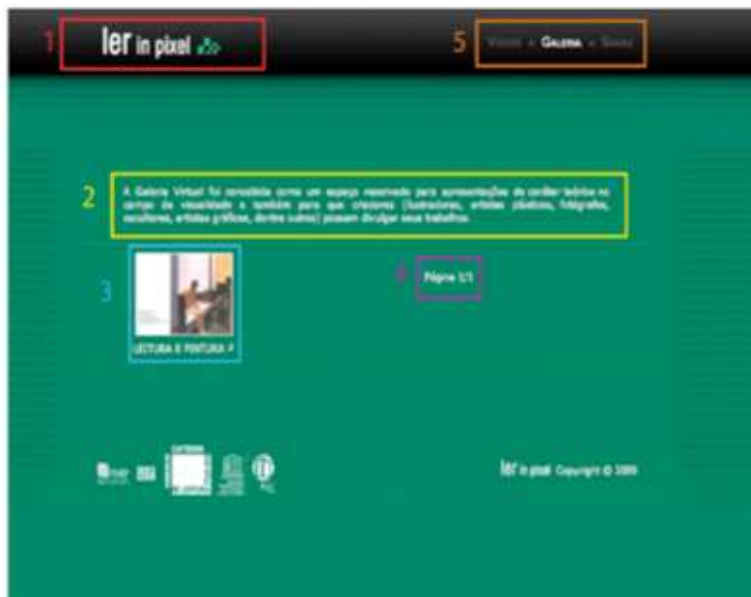 1
ler in pixel
5
GALERIA
2
A Galeria Virtual foi concebida como um espaço reservado para apresentações de caráter teórico no
campo da visualidade e também para que criadores (ilustradores, artistas plásticos, fotógrafos,
escultores, artistas gráficos, dentre outros) possam divulgar seus trabalhos.
3
4
Página 1/1
LECTURA E PINTURA
ler in pixel Copyright © 2009